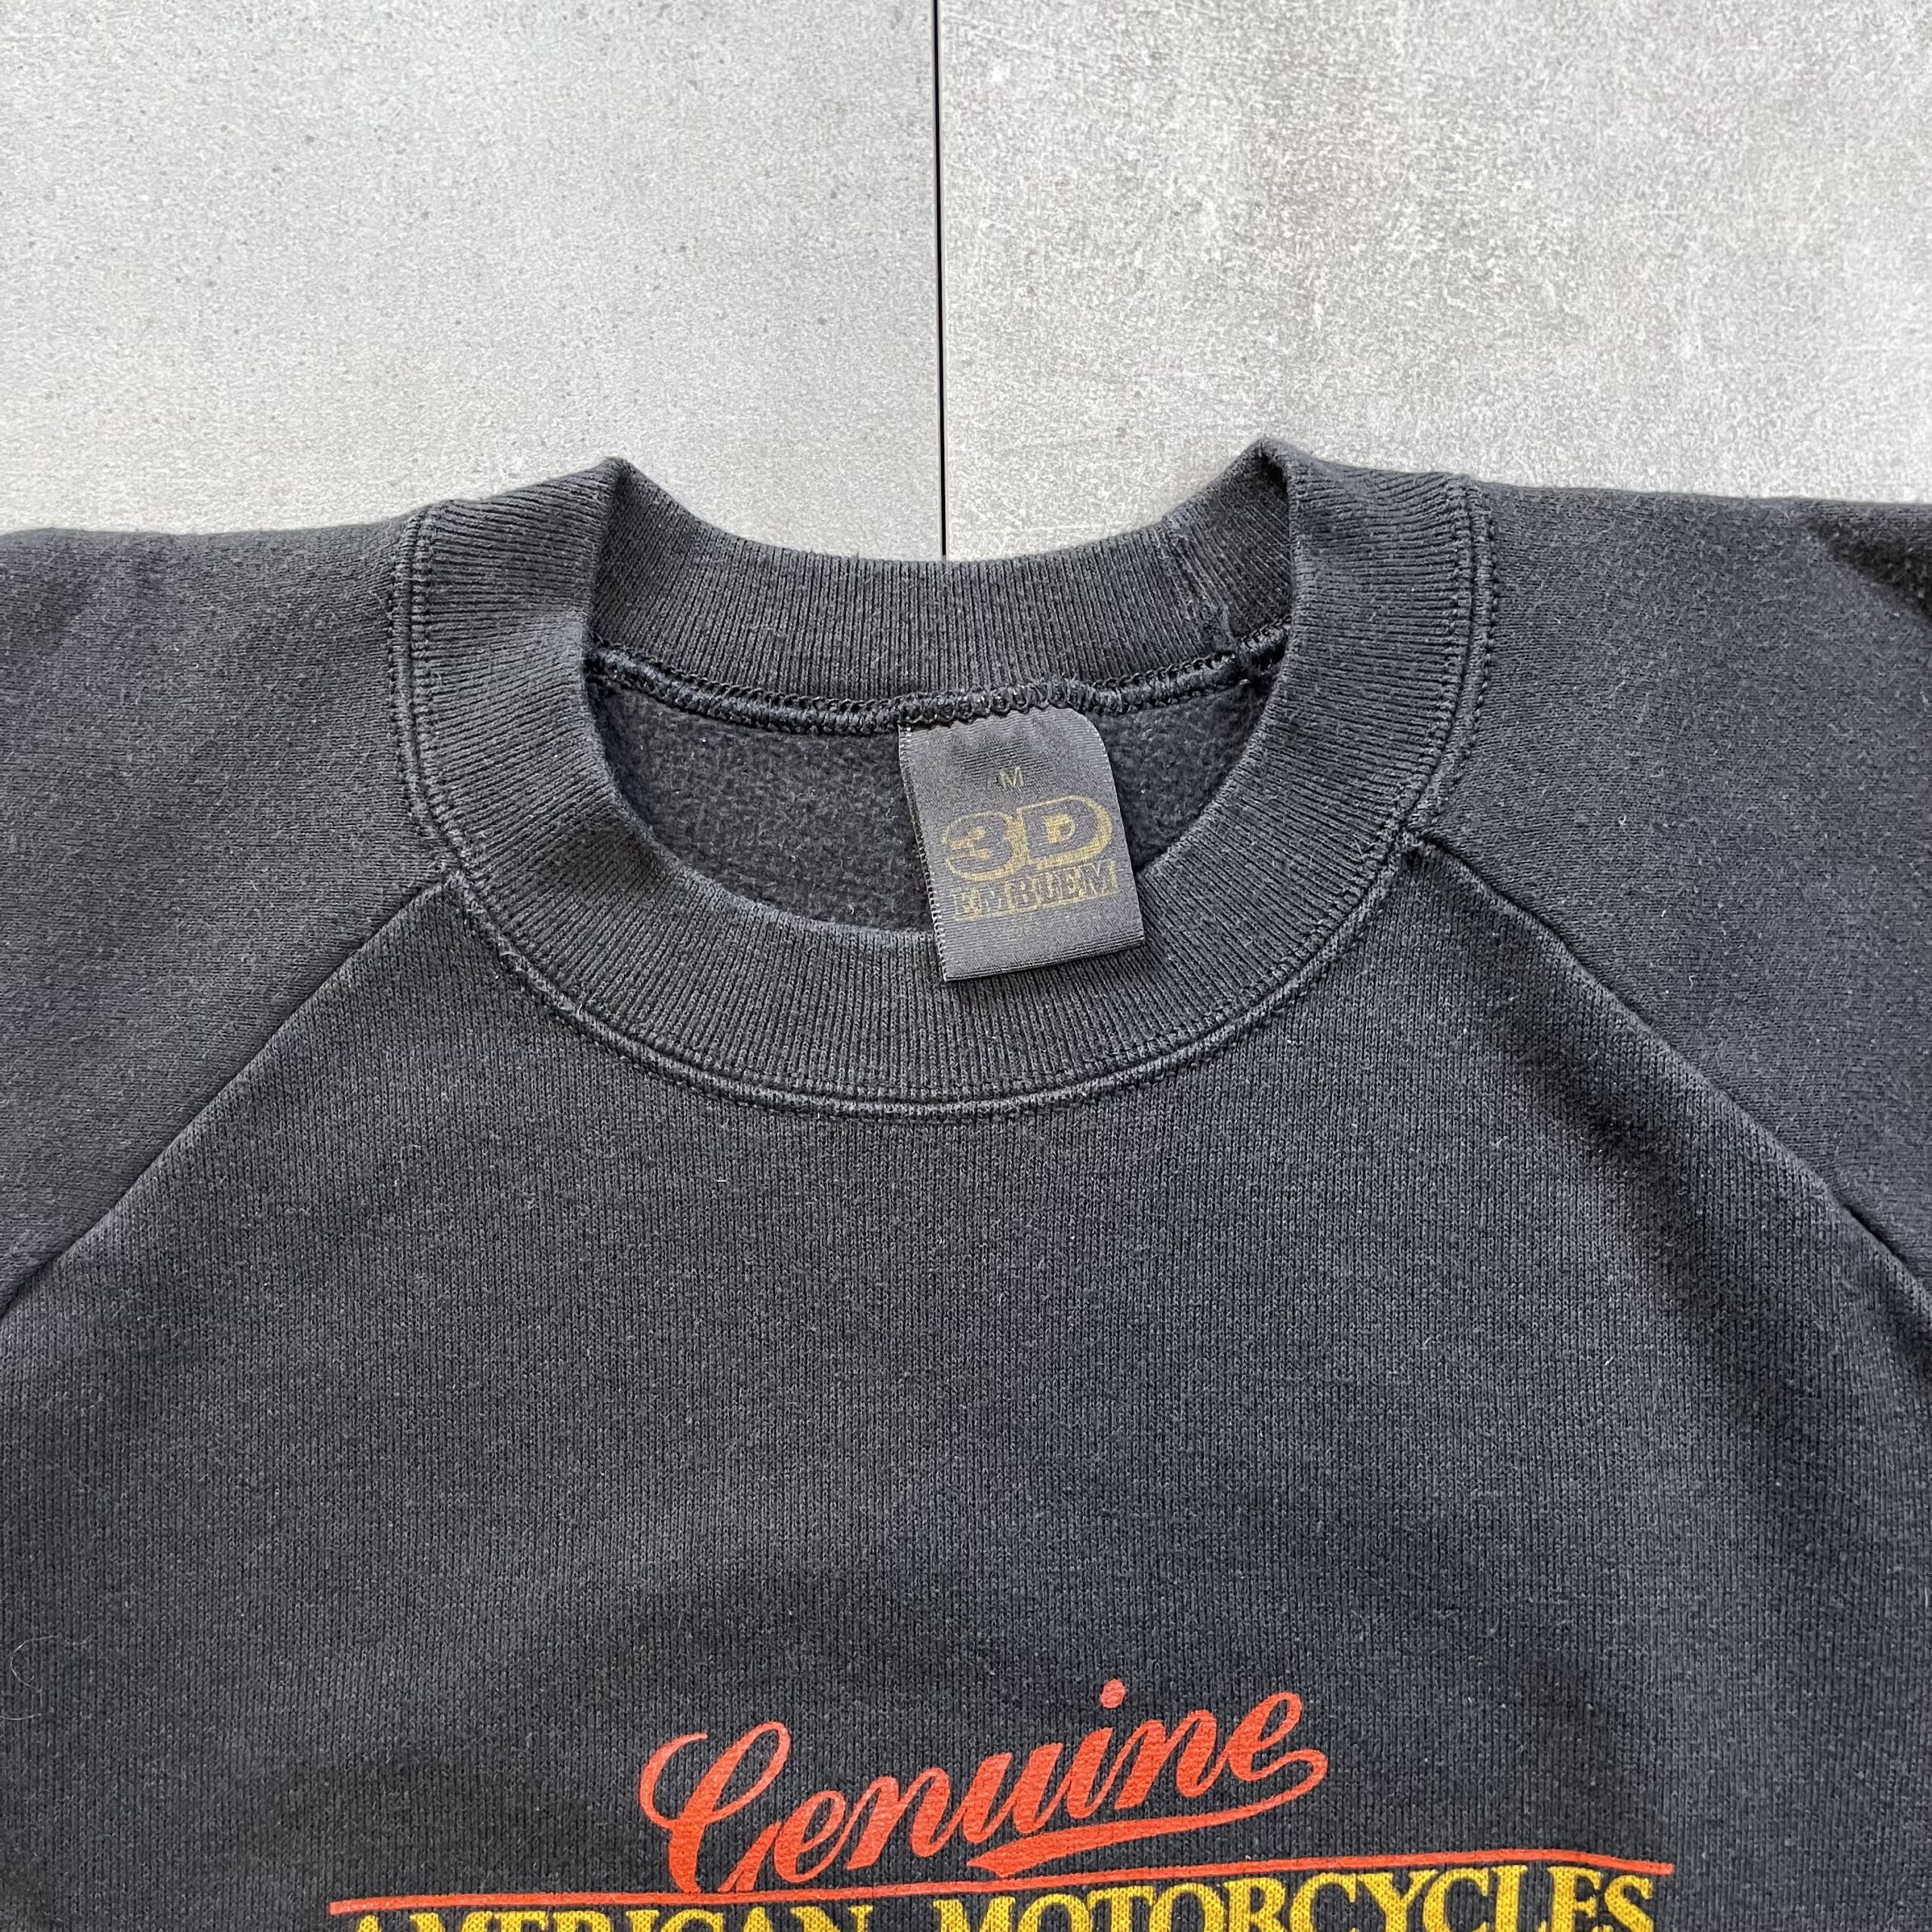 M
3D
EMBLEM
Genuine
AMERICAN MOTORCYCLES